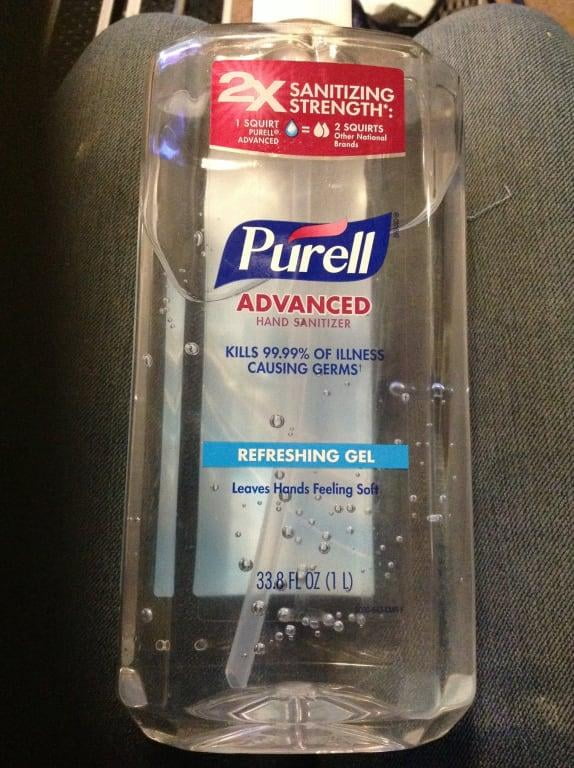 2X SANITIZING
STRENGTH*:
1 SQUIRT
PURELL®
ADVANCED
=
2 SQUIRTS
Other National
Brands
Purell
ADVANCED
HAND SANITIZER
KILLS 99.99% OF ILLNESS
CAUSING GERMS†
REFRESHING GEL
Leaves Hands Feeling Soft
33.8 FL OZ (1 L)